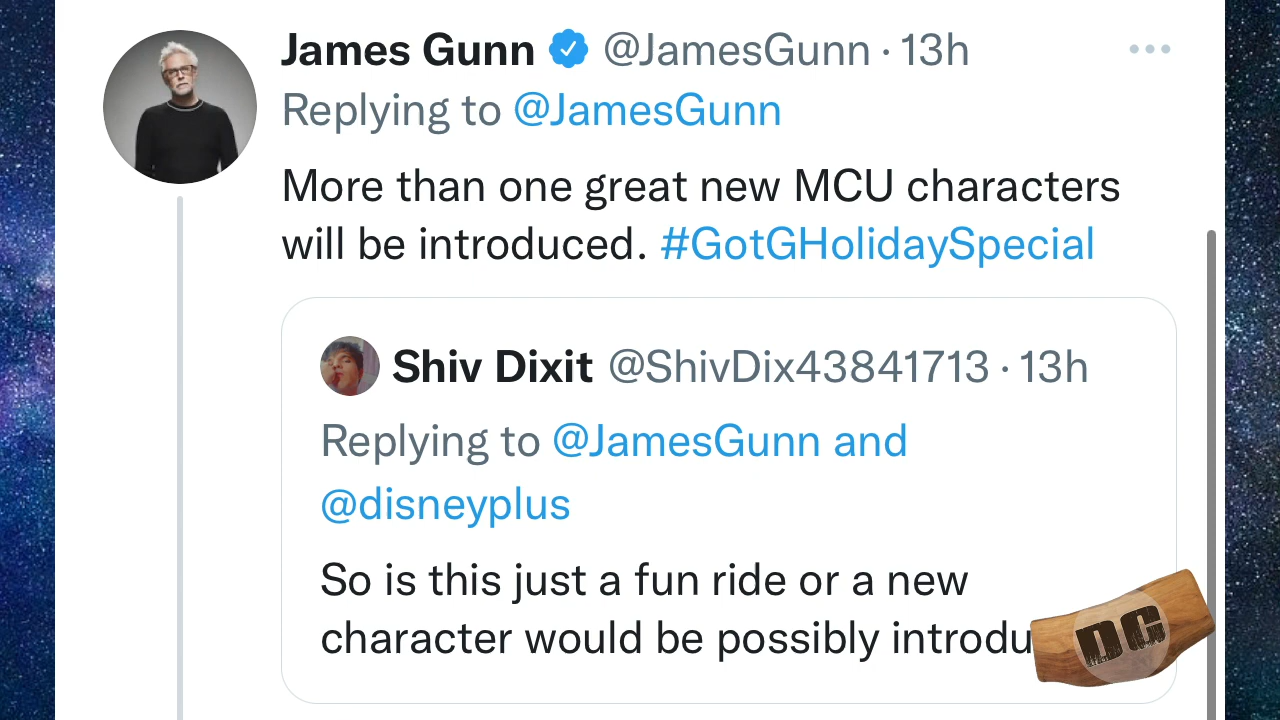 James Gunn @JamesGunn · 13h
Replying to @JamesGunn
More than one great new MCU characters
will be introduced. #GotGHolidaySpecial
Shiv Dixit @ShivDix43841713 · 13h
Replying to @JamesGunn and
@disneyplus
So is this just a fun ride or a new
character would be possibly introdu
DG